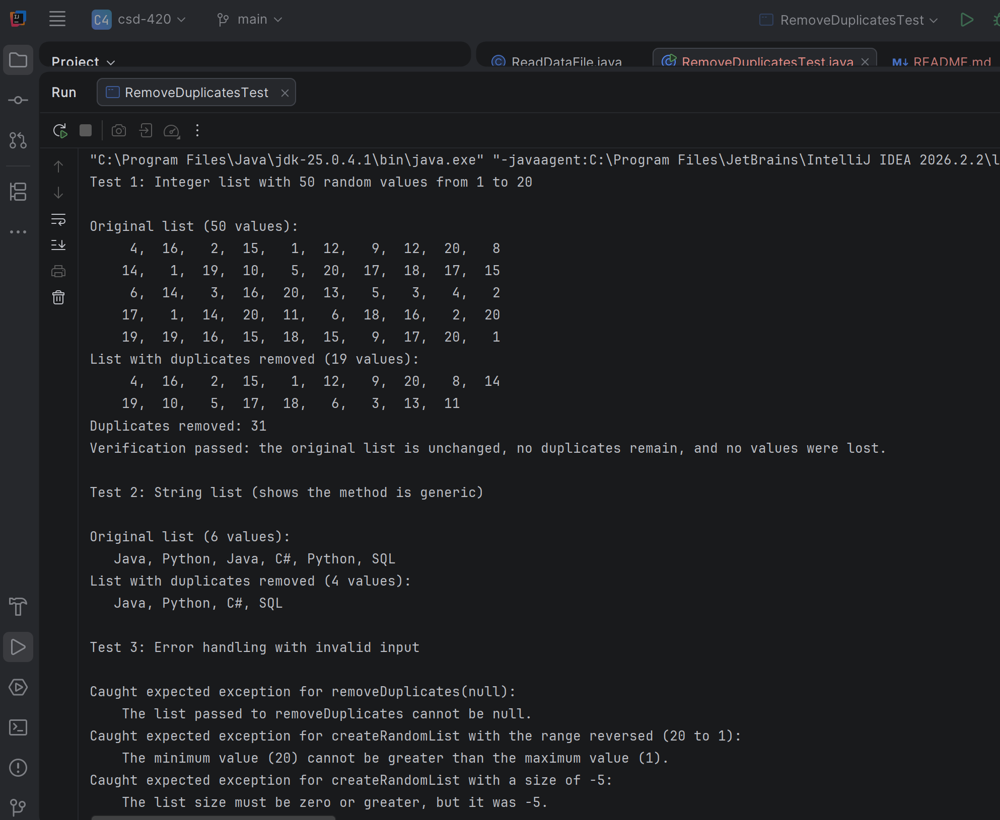 C4 csd-420 main RemoveDuplicatesTest
Project ReadDataFile.java RemoveDuplicatesTest.java M↓ README.md
Run RemoveDuplicatesTest
"C:\Program Files\Java\jdk-25.0.4.1\bin\java.exe" "-javaagent:C:\Program Files\JetBrains\IntelliJ IDEA 2026.2.2\l
Test 1: Integer list with 50 random values from 1 to 20
Original list (50 values):
4, 16, 2, 15, 1, 12, 9, 12, 20, 8
14, 1, 19, 10, 5, 20, 17, 18, 17, 15
6, 14, 3, 16, 20, 13, 5, 3, 4, 2
17, 1, 14, 20, 11, 6, 18, 16, 2, 20
19, 19, 16, 15, 18, 15, 9, 17, 20, 1
List with duplicates removed (19 values):
4, 16, 2, 15, 1, 12, 9, 20, 8, 14
19, 10, 5, 17, 18, 6, 3, 13, 11
Duplicates removed: 31
Verification passed: the original list is unchanged, no duplicates remain, and no values were lost.
Test 2: String list (shows the method is generic)
Original list (6 values):
Java, Python, Java, C#, Python, SQL
List with duplicates removed (4 values):
Java, Python, C#, SQL
Test 3: Error handling with invalid input
Caught expected exception for removeDuplicates(null):
The list passed to removeDuplicates cannot be null.
Caught expected exception for createRandomList with the range reversed (20 to 1):
The minimum value (20) cannot be greater than the maximum value (1).
Caught expected exception for createRandomList with a size of -5:
The list size must be zero or greater, but it was -5.